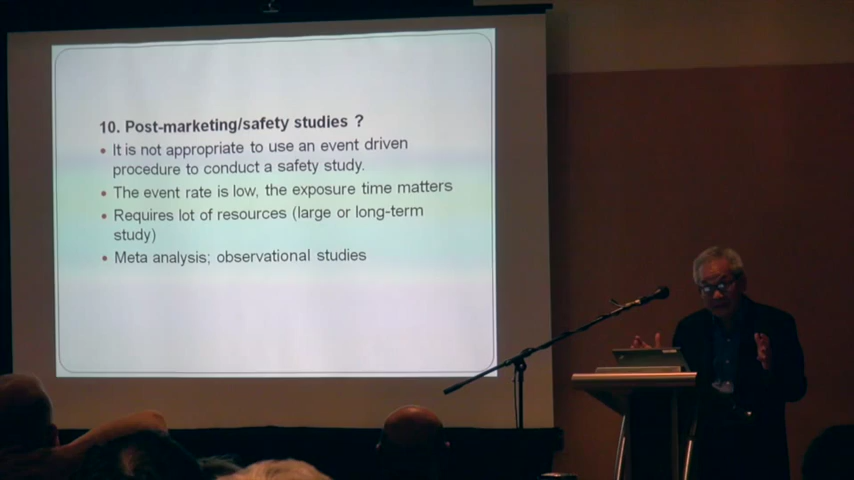 10. Post-marketing/safety studies ?
• It is not appropriate to use an event driven
procedure to conduct a safety study.
• The event rate is low, the exposure time matters
• Requires lot of resources (large or long-term
study)
• Meta analysis; observational studies